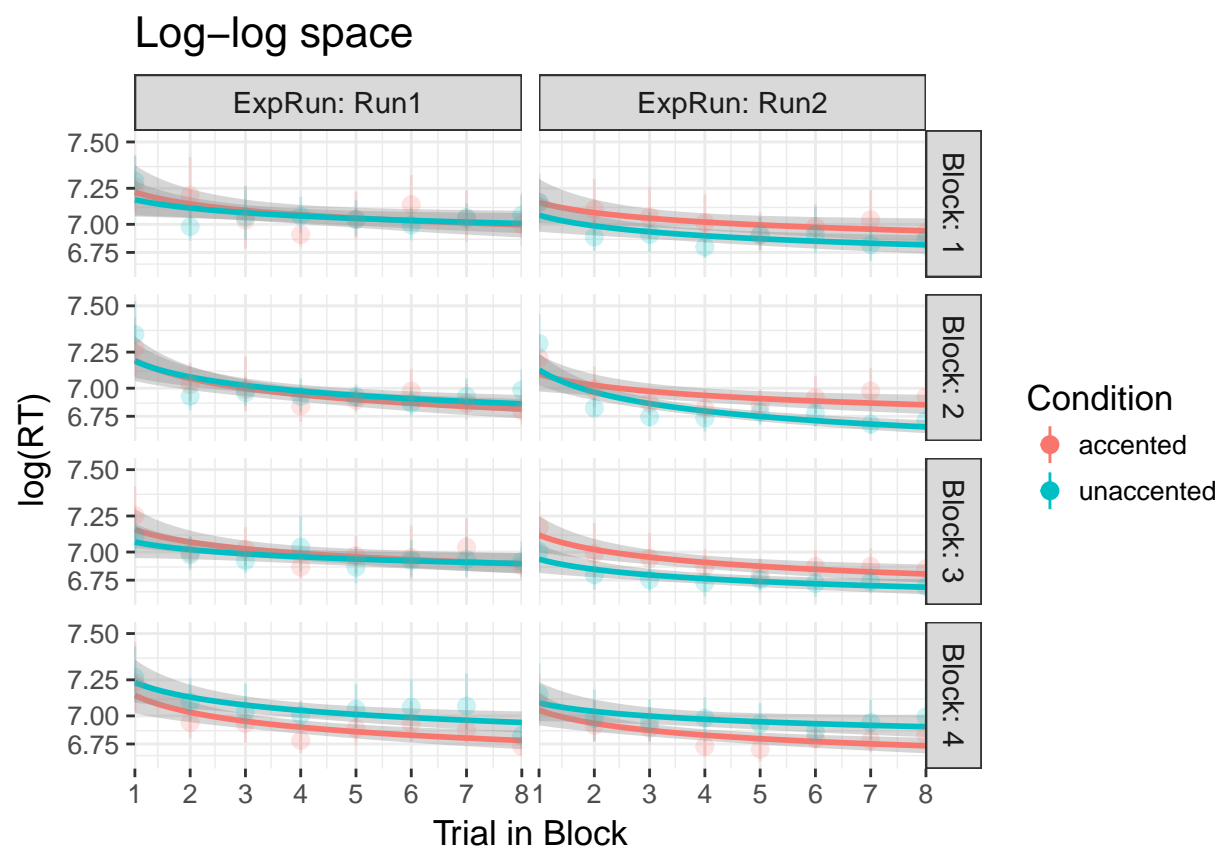 Log–log space
ExpRun: Run1
ExpRun: Run2
7.50
7.25
7.00
6.75
Block: 1
7.50
7.25
7.00
6.75
Block: 2
7.50
7.25
7.00
6.75
Block: 3
7.50
7.25
7.00
6.75
Block: 4
log(RT)
1 2 3 4 5 6 7 8
1 2 3 4 5 6 7 8
Trial in Block
Condition
accented
unaccented